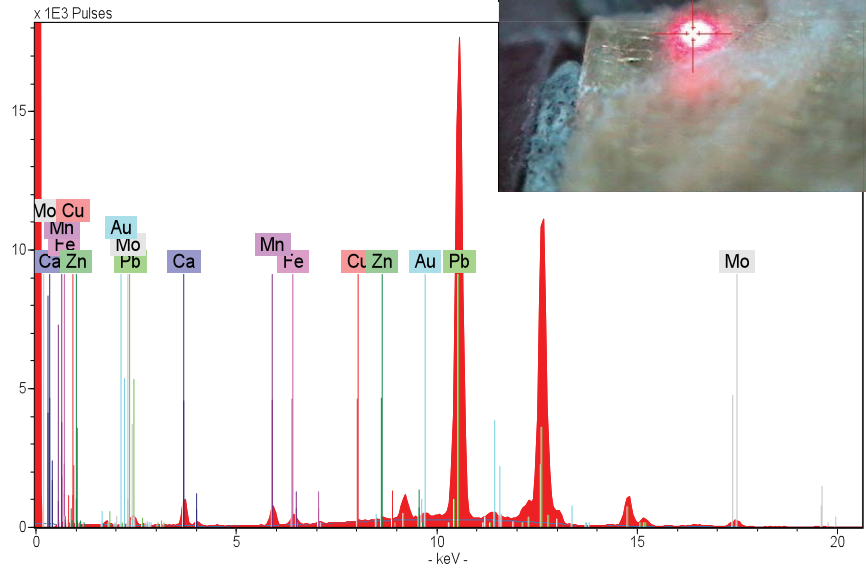 x 1E3 Pulses
15
Mo Cu
Mn Au
Fe Mo
10 Mn
Ca Zn Pb Ca Fe Cu Zn Au Pb Mo
5
0
0 5 10 15 20
- keV -